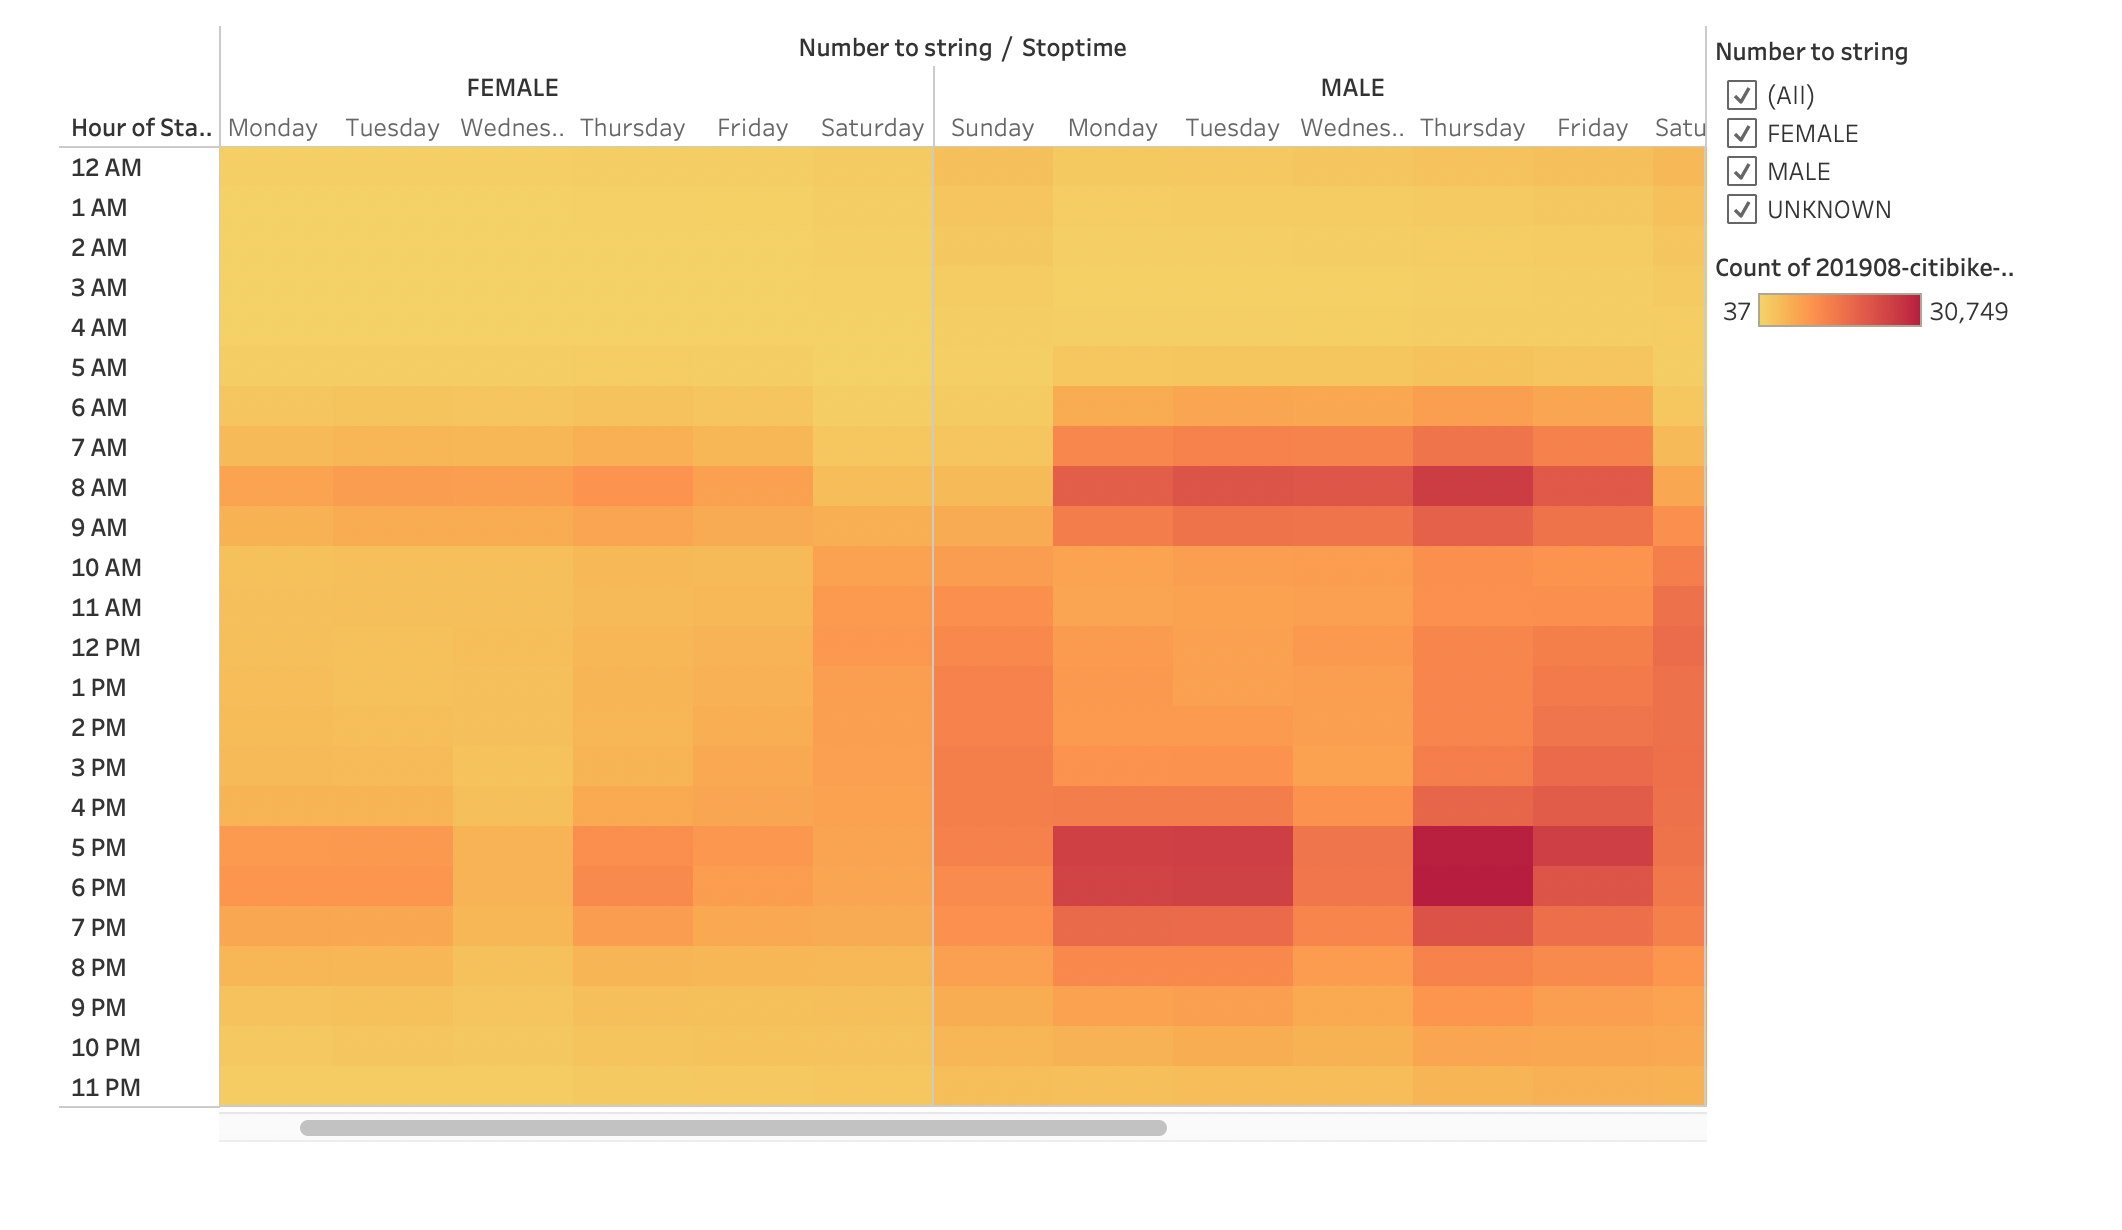 Number to string / Stoptime
FEMALE MALE
Hour of Sta.. Monday Tuesday Wednes.. Thursday Friday Saturday Sunday Monday Tuesday Wednes.. Thursday Friday Satu
12 AM
1 AM
2 AM
3 AM
4 AM
5 AM
6 AM
7 AM
8 AM
9 AM
10 AM
11 AM
12 PM
1 PM
2 PM
3 PM
4 PM
5 PM
6 PM
7 PM
8 PM
9 PM
10 PM
11 PM
Number to string
(All)
FEMALE
MALE
UNKNOWN
Count of 201908-citibike-..
37 30,749